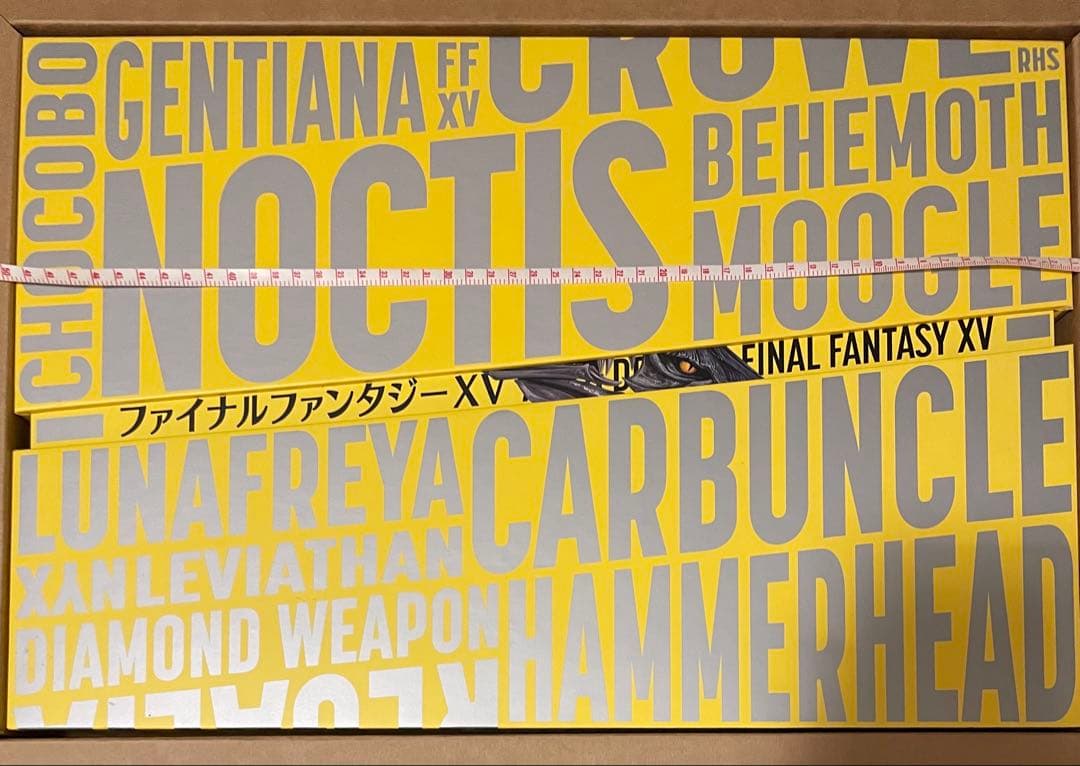 CHOCOBO
GENTIANA
FF
XV
CROWE
RHS
NOCTIS
BEHEMOTH
MOOGLE
ファイナルファンタジーXV
FINAL FANTASY XV
LUNAFREYA
CARBUNCLE
LEVIATHAN
DIAMOND WEAPON
HAMMERHEAD